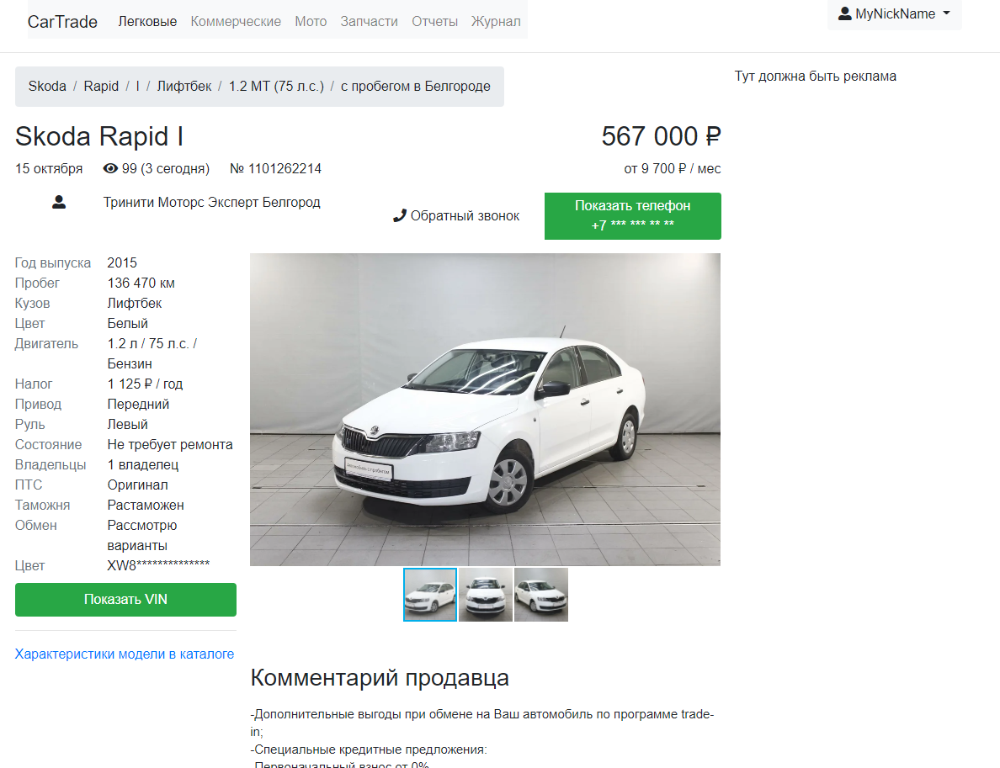 CarTrade Легковые Коммерческие Мото Запчасти Отчеты Журнал MyNickName
Skoda / Rapid / I / Лифтбек / 1.2 MT (75 л.с.) / с пробегом в Белгороде
Тут должна быть реклама
Skoda Rapid I 567 000 ₽
15 октября 99 (3 сегодня) № 1101262214 от 9 700 ₽ / мес
Тринити Моторс Эксперт Белгород
Обратный звонок
Показать телефон
+7 *** *** ** **
Год выпуска 2015
Пробег 136 470 км
Кузов Лифтбек
Цвет Белый
Двигатель 1.2 л / 75 л.с. /
Бензин
Налог 1 125 ₽ / год
Привод Передний
Руль Левый
Состояние Не требует ремонта
Владельцы 1 владелец
ПТС Оригинал
Таможня Растаможен
Обмен Рассмотрю
варианты
Цвет XW8**************
Показать VIN
Характеристики модели в каталоге
Автомобиль с пробегом
Комментарий продавца
-Дополнительные выгоды при обмене на Ваш автомобиль по программе trade-
in;
-Специальные кредитные предложения:
-Первоначальный взнос от 0%